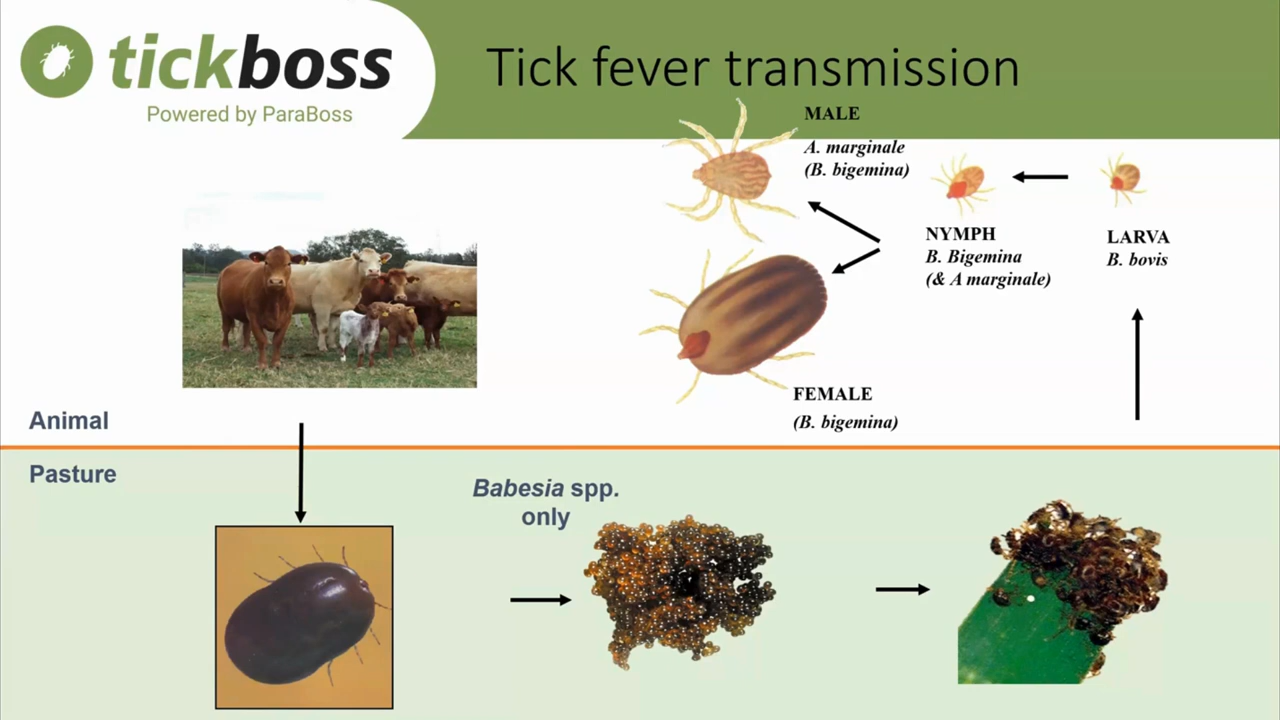 tickboss
Powered by ParaBoss
Tick fever transmission
MALE
A. marginale
(B. bigemina)
NYMPH
B. Bigemina
(& A marginale)
LARVA
B. bovis
FEMALE
(B. bigemina)
Animal
Pasture
Babesia spp.
only